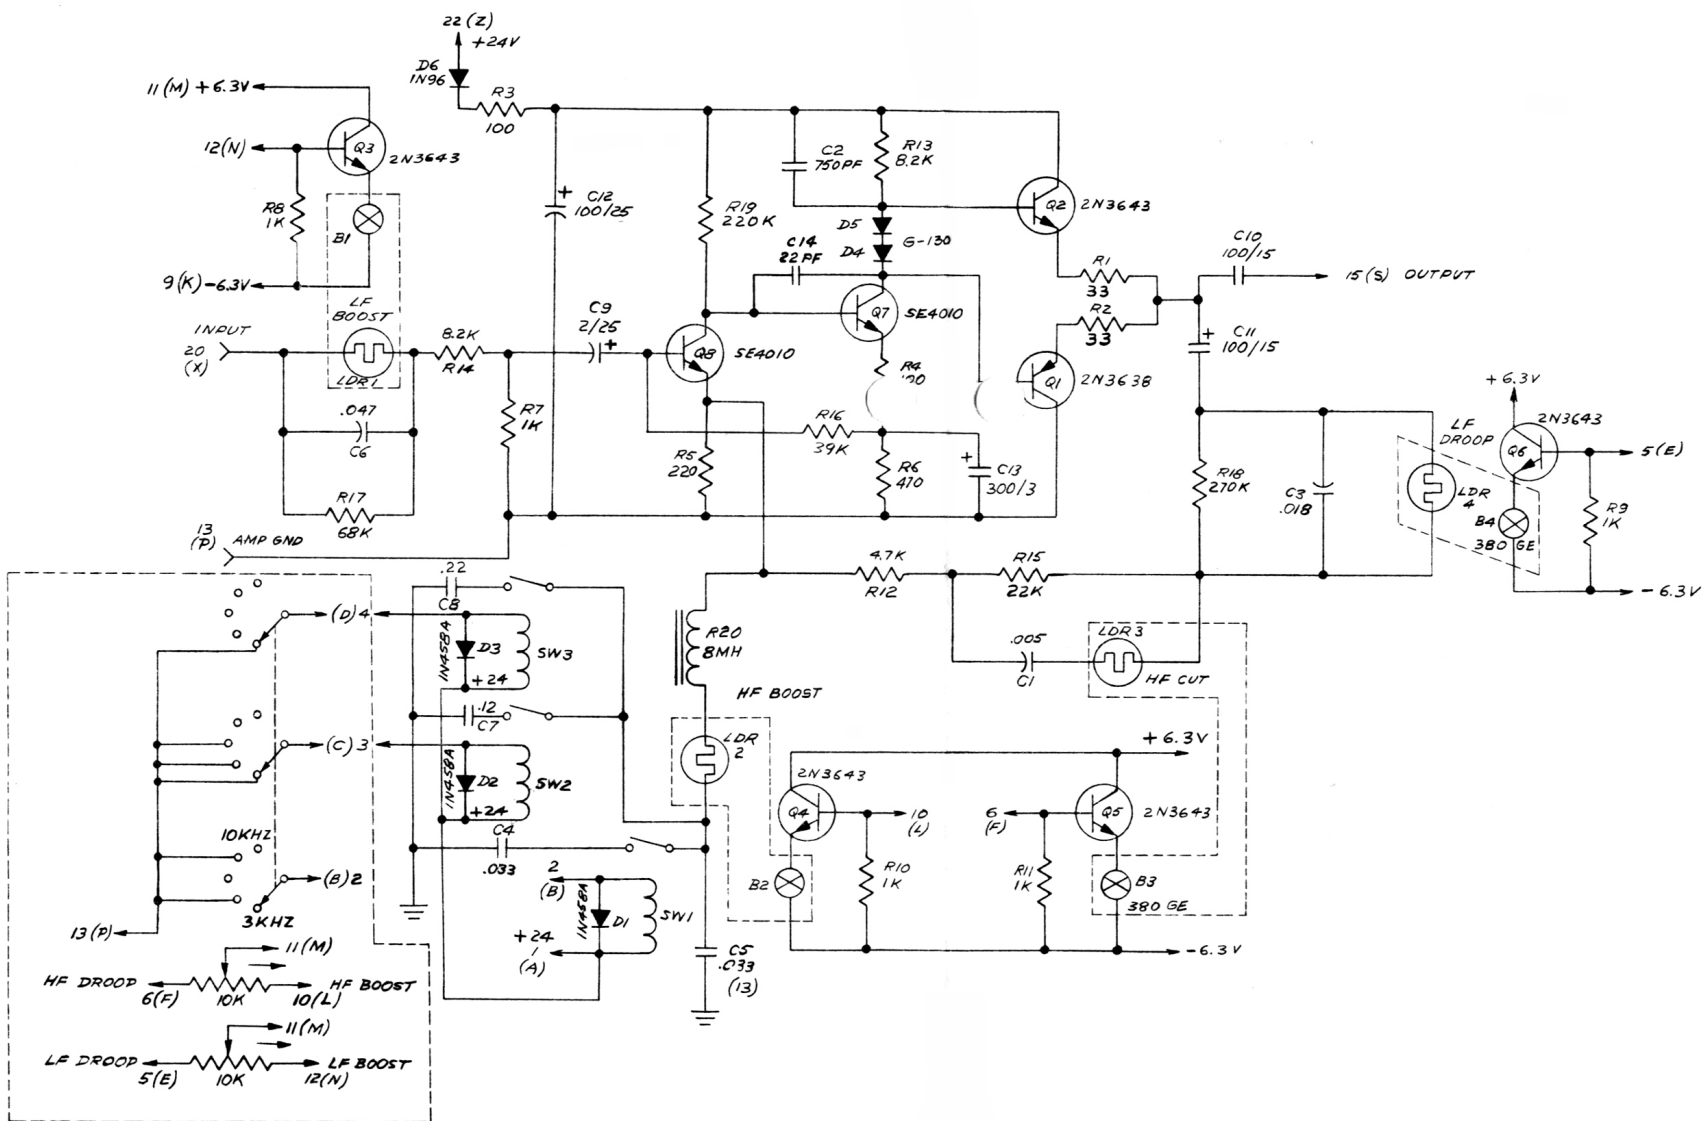 22 (Z)
+24V
D6
1N96
R3
100
11 (M) +6.3V
12(N)
Q3
2N3643
R8
1K
B1
9(K) -6.3V
LF
BOOST
INPUT
20
(X)
LDR1
8.2K
R14
.047
C6
R17
68K
R7
1K
13
(P)
AMP GND
C12
100/25
+
C9
2/25
+
R19
220K
Q8
SE4010
R5
220
C2
750PF
R13
8.2K
D5
D4
G-130
C14
22PF
Q7
SE4010
R4
R16
39K
R6
470
+
C13
300/3
Q2
2N3643
R1
33
R2
33
Q1
2N3638
C10
100/15
15(S) OUTPUT
+
C11
100/15
R18
270K
C3
.018
LF
DROOP
LDR
4
+6.3V
2N3643
Q6
5(E)
B4
380 GE
R9
1K
-6.3V
4.7K
R12
R15
22K
.005
C1
LDR 3
HF CUT
R20
8MH
HF BOOST
LDR
2
.22
C8
1N458A
D3
+24
SW3
.12
C7
1N458A
D2
+24
SW2
C4
.033
2
(B)
1N458A
D1
SW1
+24
1
(A)
C5
.033
(13)
2N3643
Q4
10
(L)
R10
1K
B2
+6.3V
6
(F)
Q5
2N3643
R11
1K
B3
380 GE
-6.3V
(D) 4
(C) 3
10KHZ
(B) 2
3KHZ
13(P)
11(M)
HF DROOP
6(F)
10K
10(L)
HF BOOST
11(M)
LF DROOP
5(E)
10K
12(N)
LF BOOST